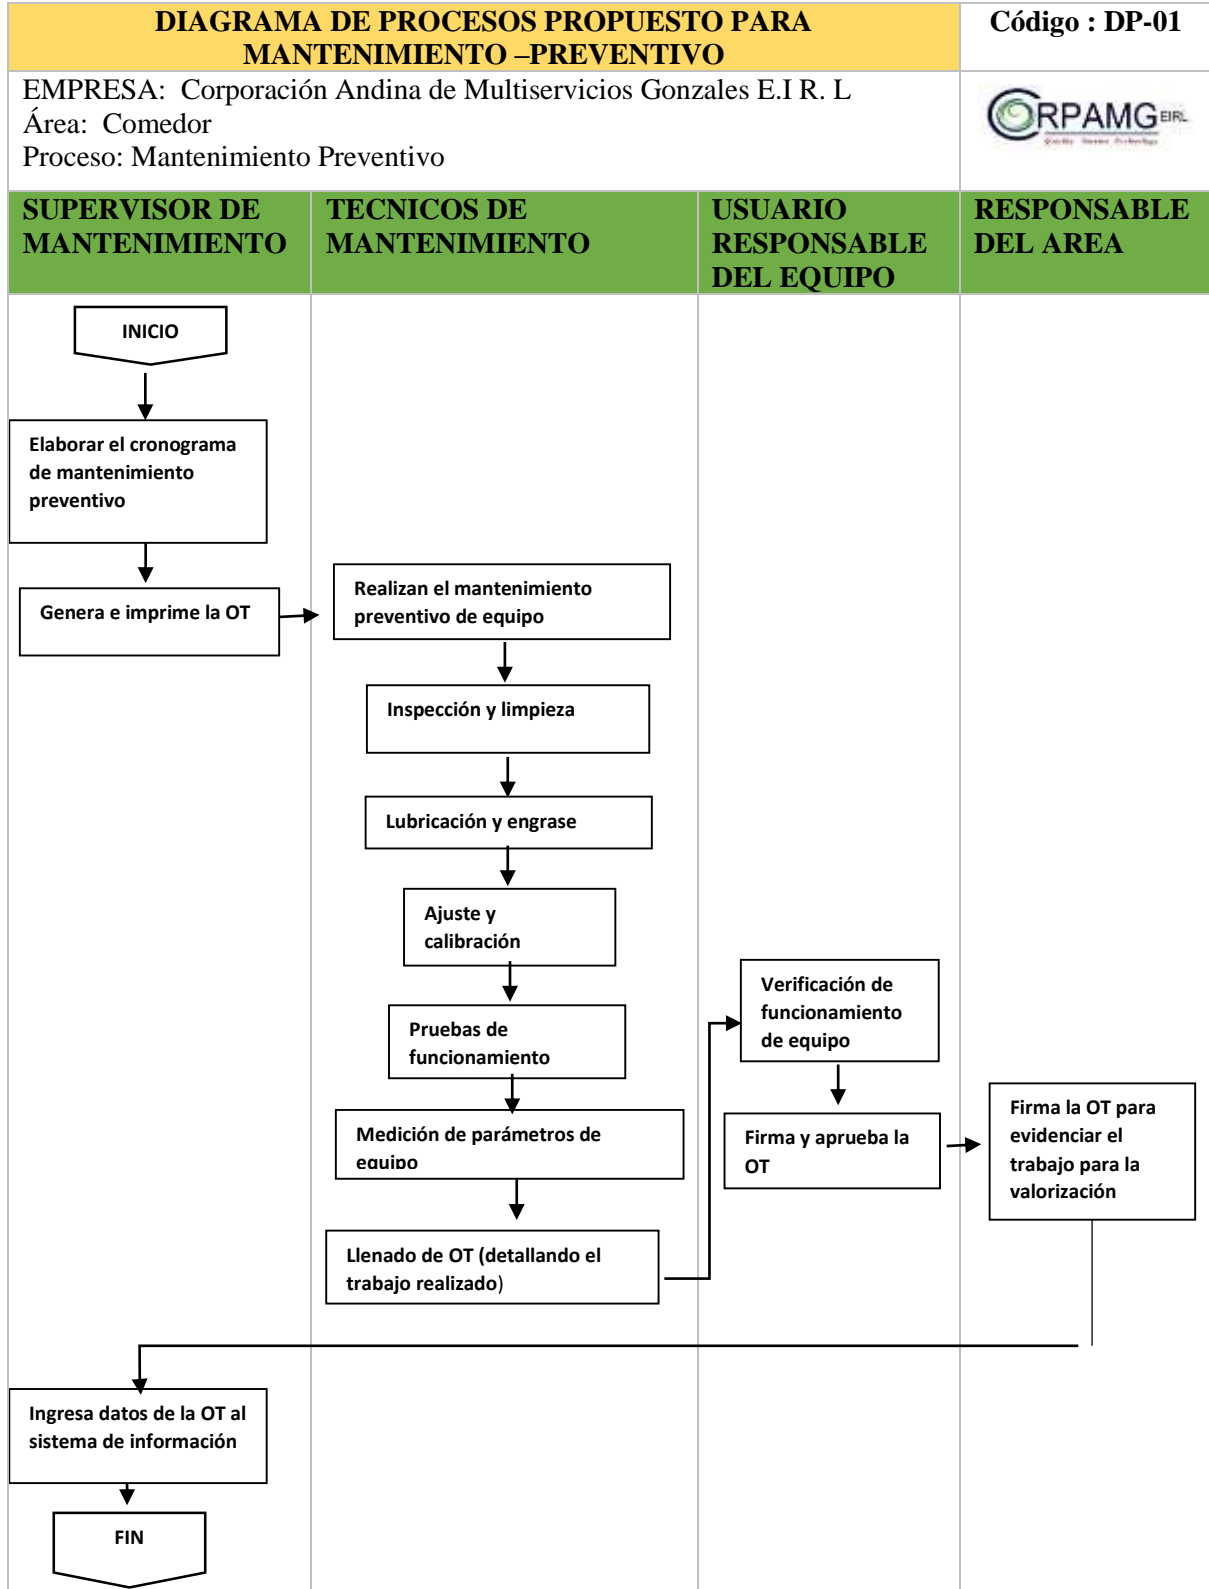 DIAGRAMA DE PROCESOS PROPUESTO PARA
MANTENIMIENTO –PREVENTIVO
Código : DP-01
EMPRESA: Corporación Andina de Multiservicios Gonzales E.I R. L
Área: Comedor
Proceso: Mantenimiento Preventivo
CORPAMG EIRL
SUPERVISOR DE
MANTENIMIENTO
TECNICOS DE
MANTENIMIENTO
USUARIO
RESPONSABLE
DEL EQUIPO
RESPONSABLE
DEL AREA
INICIO
Elaborar el cronograma
de mantenimiento
preventivo
Genera e imprime la OT
Realizan el mantenimiento
preventivo de equipo
Inspección y limpieza
Lubricación y engrase
Ajuste y
calibración
Pruebas de
funcionamiento
Medición de parámetros de
equipo
Llenado de OT (detallando el
trabajo realizado)
Verificación de
funcionamiento
de equipo
Firma y aprueba la
OT
Firma la OT para
evidenciar el
trabajo para la
valorización
Ingresa datos de la OT al
sistema de información
FIN